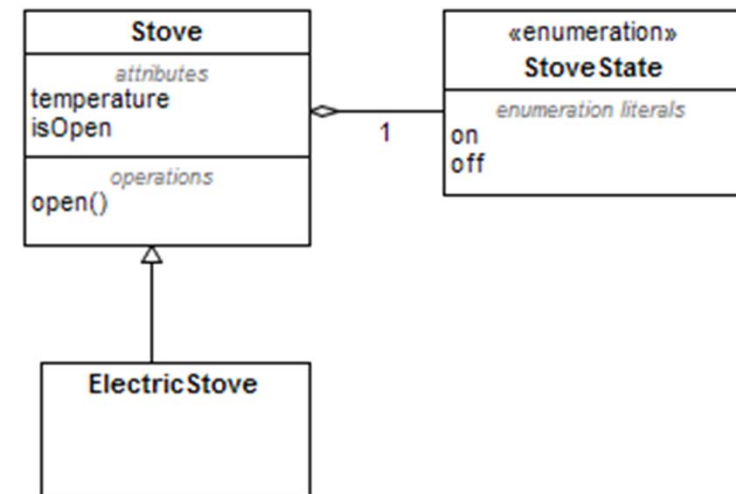 Stove
attributes
temperature
isOpen
operations
open()
1
«enumeration»
StoveState
enumeration literals
on
off
ElectricStove